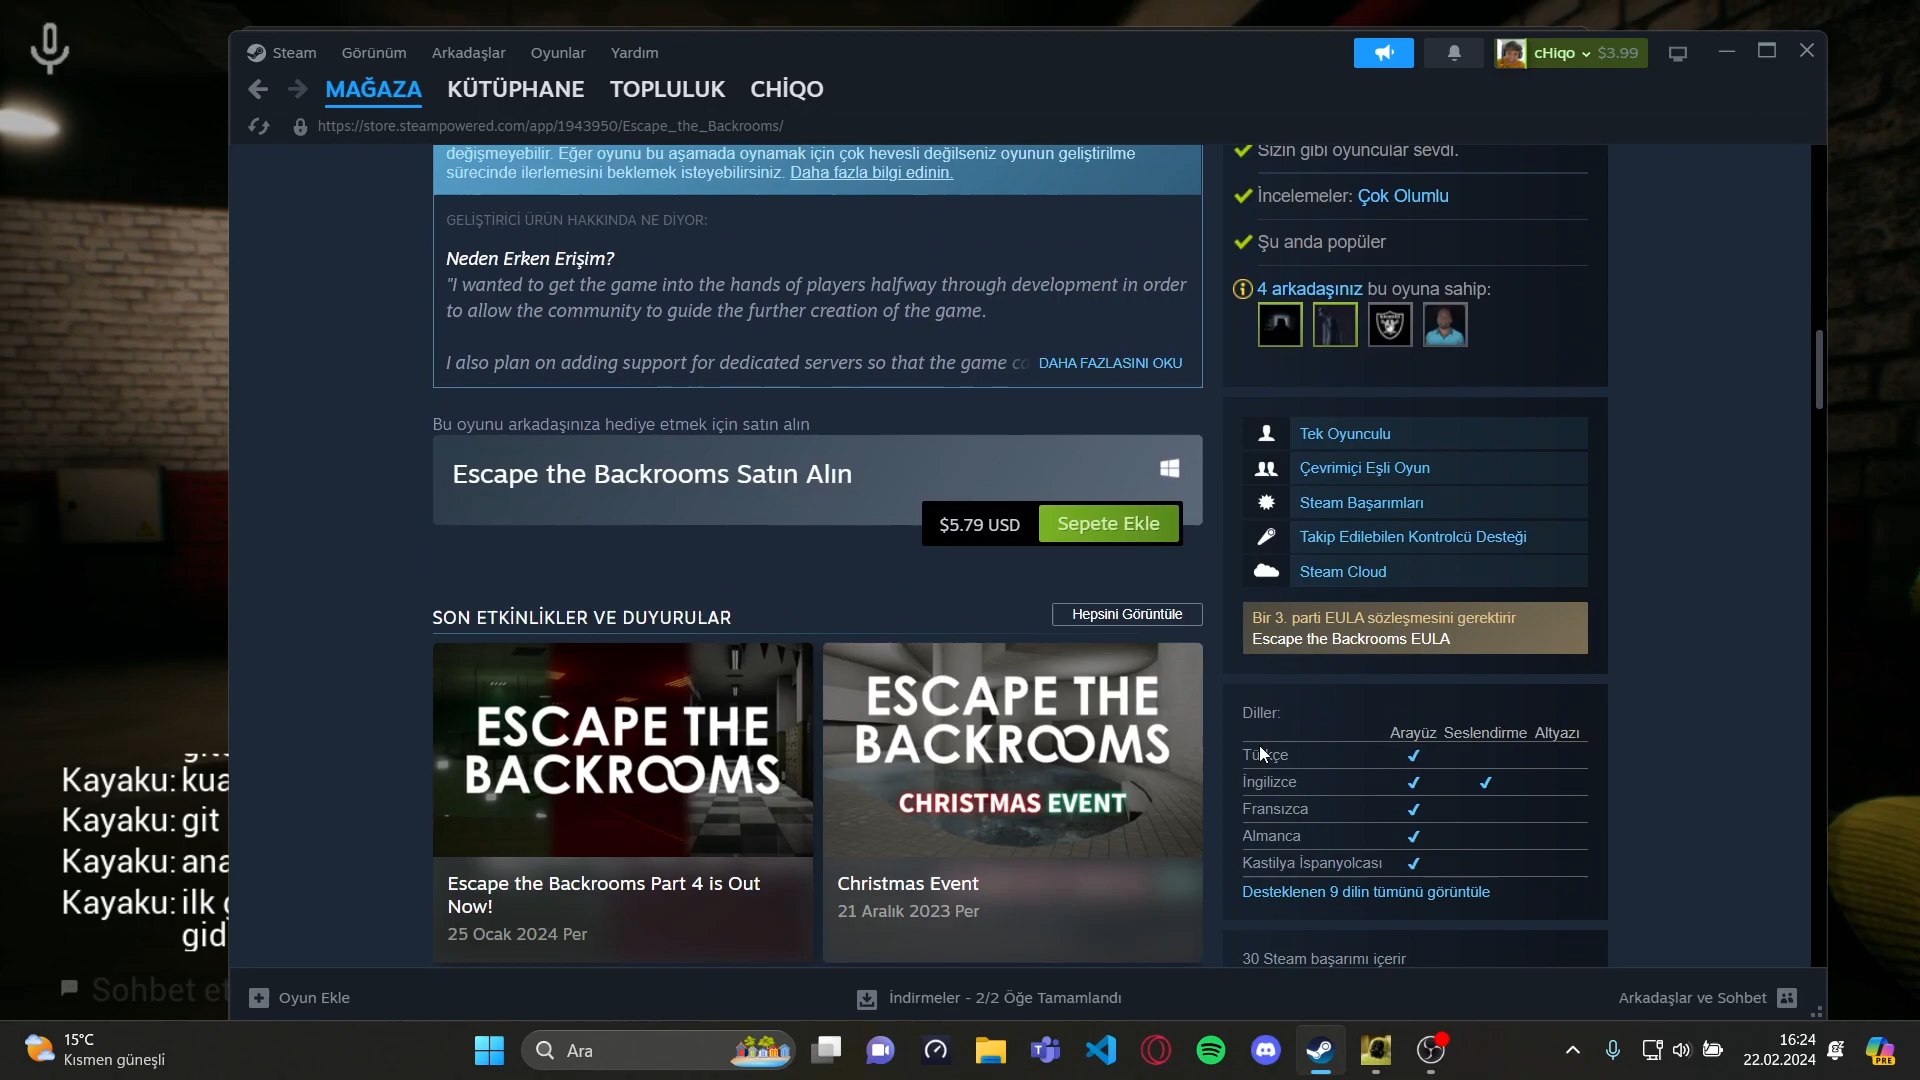 Steam Görünüm Arkadaşlar Oyunlar Yardım
cHiqo $3.99
MAĞAZA KÜTÜPHANE TOPLULUK CHİQO
https://store.steampowered.com/app/1943950/Escape_the_Backrooms/
değişmeyebilir. Eğer oyunu bu aşamada oynamak için çok hevesli değilseniz oyunun geliştirilme
sürecinde ilerlemesini beklemek isteyebilirsiniz. Daha fazla bilgi edinin.
GELİŞTİRİCİ ÜRÜN HAKKINDA NE DİYOR:
Neden Erken Erişim?
"I wanted to get the game into the hands of players halfway through development in order
to allow the community to guide the further creation of the game.
I also plan on adding support for dedicated servers so that the game
DAHA FAZLASINI OKU
Bu oyunu arkadaşınıza hediye etmek için satın alın
Escape the Backrooms Satın Alın
$5.79 USD
Sepete Ekle
SON ETKİNLİKLER VE DUYURULAR
Hepsini Görüntüle
ESCAPE THE
BACKROOMS
Escape the Backrooms Part 4 is Out
Now!
25 Ocak 2024 Per
ESCAPE THE
BACKROOMS
CHRISTMAS EVENT
Christmas Event
21 Aralık 2023 Per
Sizin gibi oyuncular sevdi.
İncelemeler: Çok Olumlu
Şu anda popüler
4 arkadaşınız bu oyuna sahip:
Tek Oyunculu
Çevrimiçi Eşli Oyun
Steam Başarımları
Takip Edilebilen Kontrolcü Desteği
Steam Cloud
Bir 3. parti EULA sözleşmesini gerektirir
Escape the Backrooms EULA
Diller:
Arayüz Seslendirme Altyazı
Türkçe
İngilizce
Fransızca
Almanca
Kastilya İspanyolcası
Desteklenen 9 dilin tümünü görüntüle
30 Steam başarımı içerir
Kayaku:
Kayaku: git
Kayaku:
Kayaku: ilk
Sohbet
Oyun Ekle
İndirmeler - 2/2 Öğe Tamamlandı
Arkadaşlar ve Sohbet
15°C
Kısmen güneşli
Ara
16:24
22.02.2024
PRE